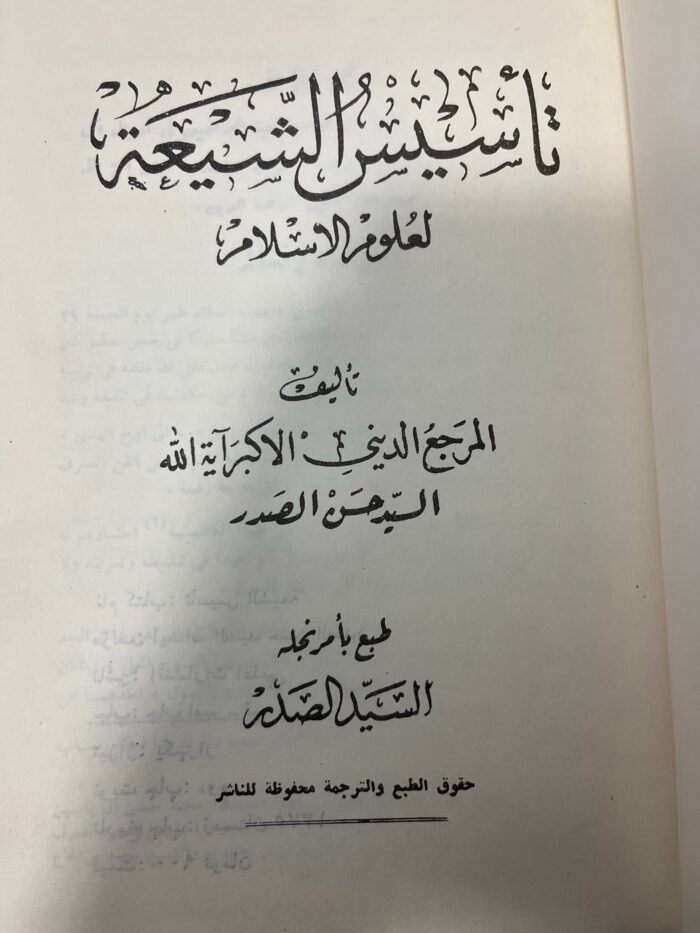 تأسيس الشيعة
لعلوم الاسلام
تأليف
المرجع الديني الاكبر آية الله
السيد حسن الصدر
طبع بأمر نجله
السيد الصدر
حقوق الطبع والترجمة محفوظة للناشر